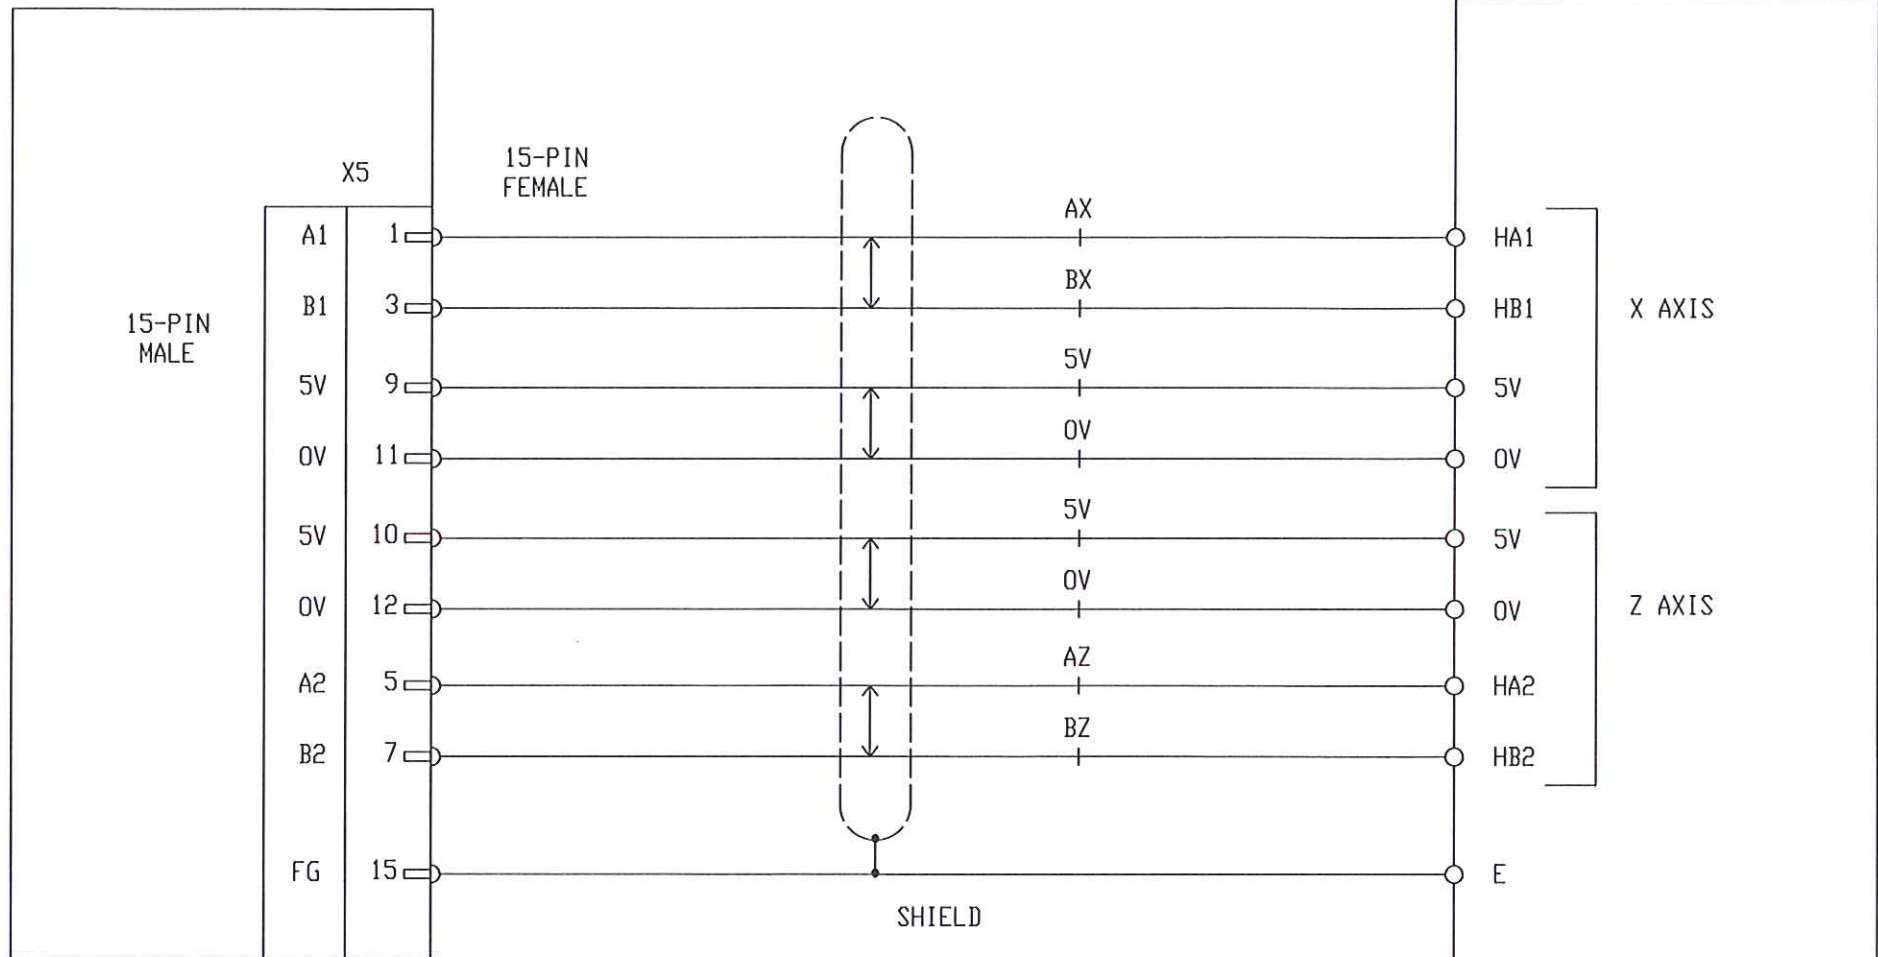 X5
15-PIN
FEMALE
15-PIN
MALE
A1 1 AX HA1
B1 3 BX HB1
X AXIS
5V 9 5V 5V
0V 11 0V 0V
5V 10 5V 5V
0V 12 0V 0V
Z AXIS
A2 5 AZ HA2
B2 7 BZ HB2
FG 15 E
SHIELD